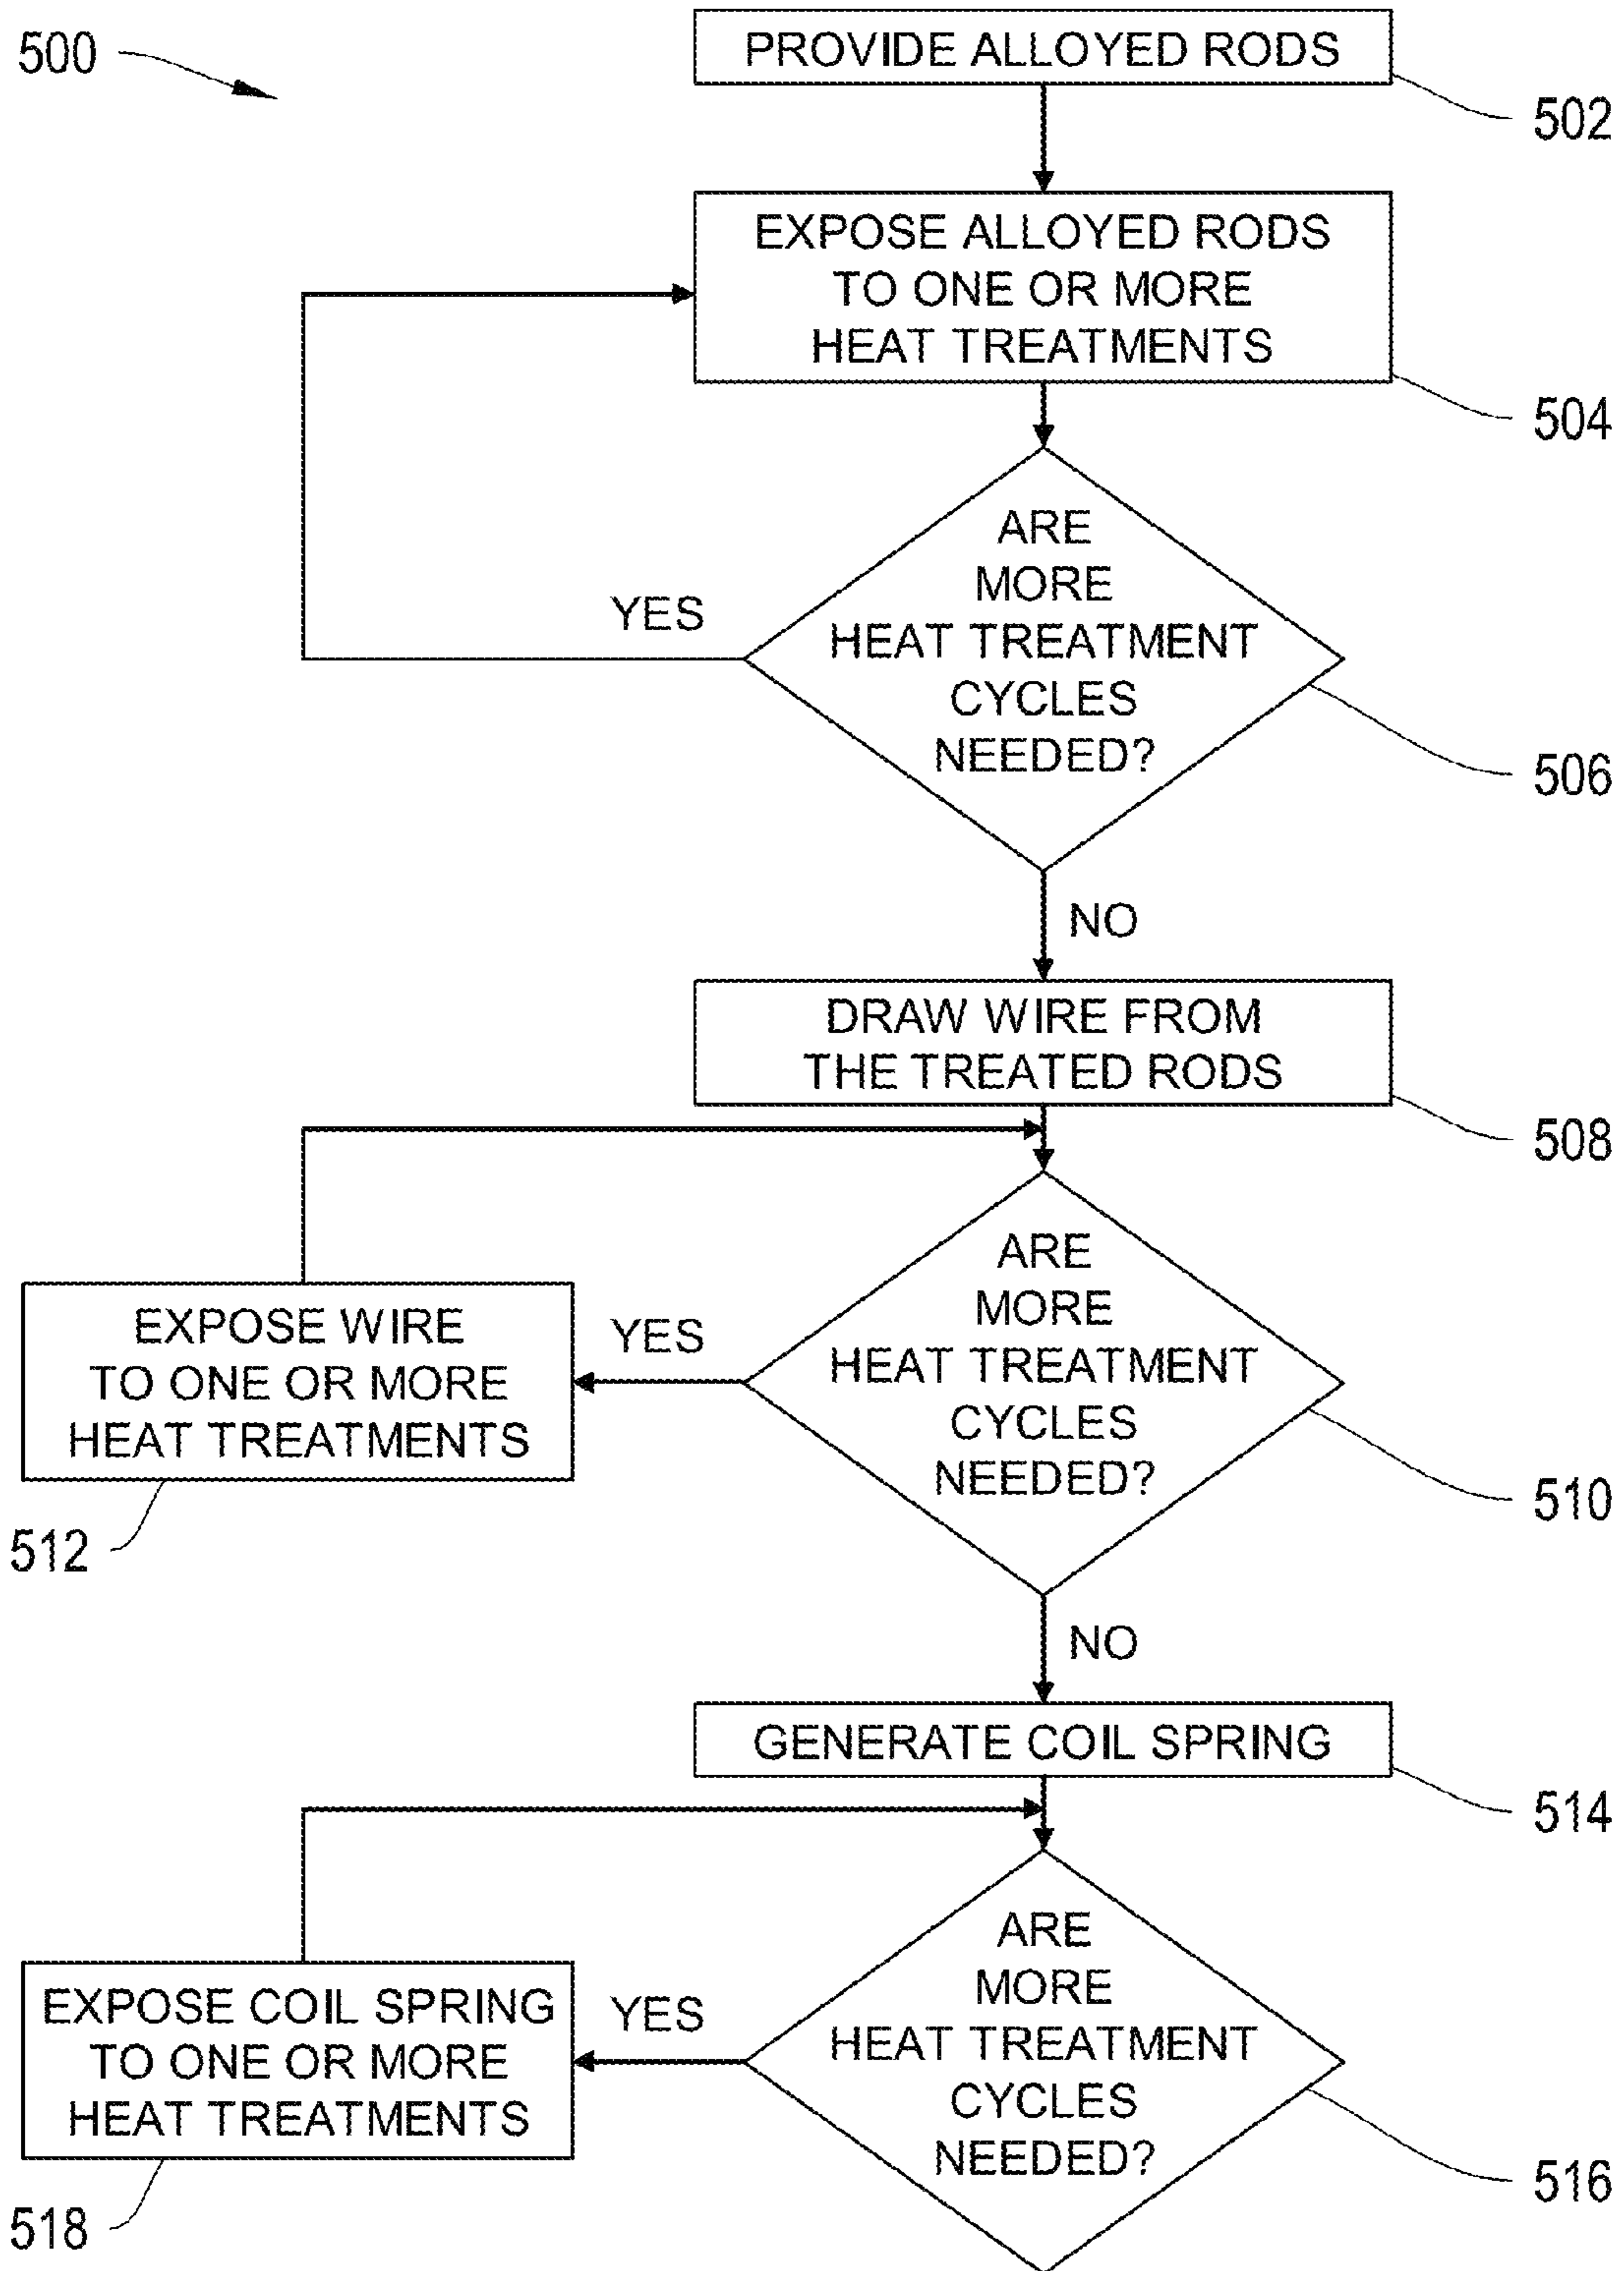 500
PROVIDE ALLOYED RODS
502
EXPOSE ALLOYED RODS
TO ONE OR MORE
HEAT TREATMENTS
504
ARE
MORE
HEAT TREATMENT
CYCLES
NEEDED?
YES
506
NO
DRAW WIRE FROM
THE TREATED RODS
508
ARE
MORE
HEAT TREATMENT
CYCLES
NEEDED?
YES
510
EXPOSE WIRE
TO ONE OR MORE
HEAT TREATMENTS
512
NO
GENERATE COIL SPRING
514
ARE
MORE
HEAT TREATMENT
CYCLES
NEEDED?
YES
516
EXPOSE COIL SPRING
TO ONE OR MORE
HEAT TREATMENTS
518